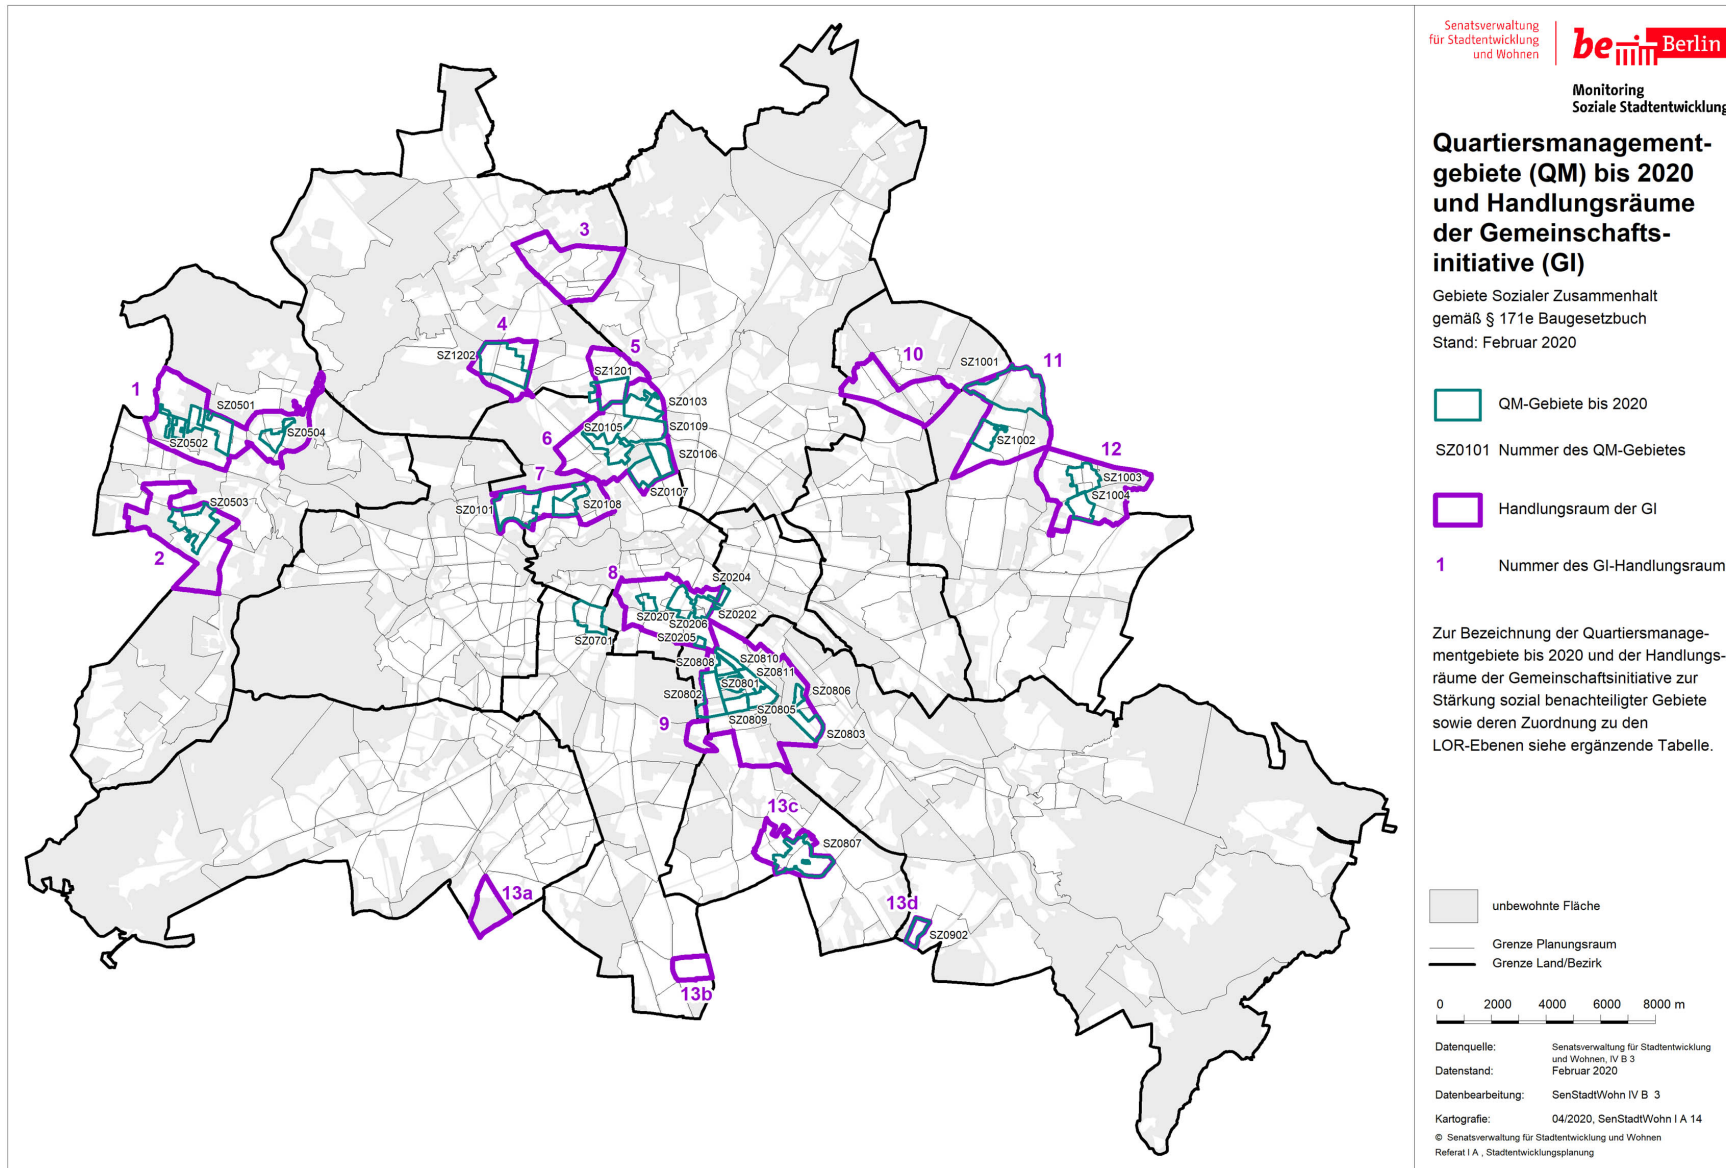 Senatsverwaltung
für Stadtentwicklung
und Wohnen
be Berlin
Monitoring
Soziale Stadtentwicklung
Quartiersmanagement-
gebiete (QM) bis 2020
und Handlungsräume
der Gemeinschafts-
initiative (GI)
Gebiete Sozialer Zusammenhalt
gemäß § 171e Baugesetzbuch
Stand: Februar 2020
QM-Gebiete bis 2020
SZ0101 Nummer des QM-Gebietes
Handlungsraum der GI
1 Nummer des GI-Handlungsraum
Zur Bezeichnung der Quartiersmanage-
mentgebiete bis 2020 und der Handlungs-
räume der Gemeinschaftsinitiative zur
Stärkung sozial benachteiligter Gebiete
sowie deren Zuordnung zu den
LOR-Ebenen siehe ergänzende Tabelle.
unbewohnte Fläche
Grenze Planungsraum
Grenze Land/Bezirk
0 2000 4000 6000 8000 m
Datenquelle: Senatsverwaltung für Stadtentwicklung
und Wohnen, IV B 3
Datenstand: Februar 2020
Datenbearbeitung: SenStadtWohn IV B 3
Kartografie: 04/2020, SenStadtWohn I A 14
© Senatsverwaltung für Stadtentwicklung und Wohnen
Referat I A , Stadtentwicklungsplanung
3
4
SZ1202
5
SZ1201
10
SZ1001
11
1
SZ0501
SZ0502
SZ0504
SZ0103
SZ0109
SZ0105
6
SZ0106
SZ1002
12
SZ1003
SZ1004
7
SZ0107
SZ0101
SZ0108
SZ0503
2
8
SZ0204
SZ0202
SZ0207
SZ0206
SZ0205
SZ0701
SZ0808
SZ0810
SZ0811
SZ0801
SZ0802
SZ0806
SZ0805
SZ0809
9
SZ0803
13c
SZ0807
13a
13d
SZ0902
13b